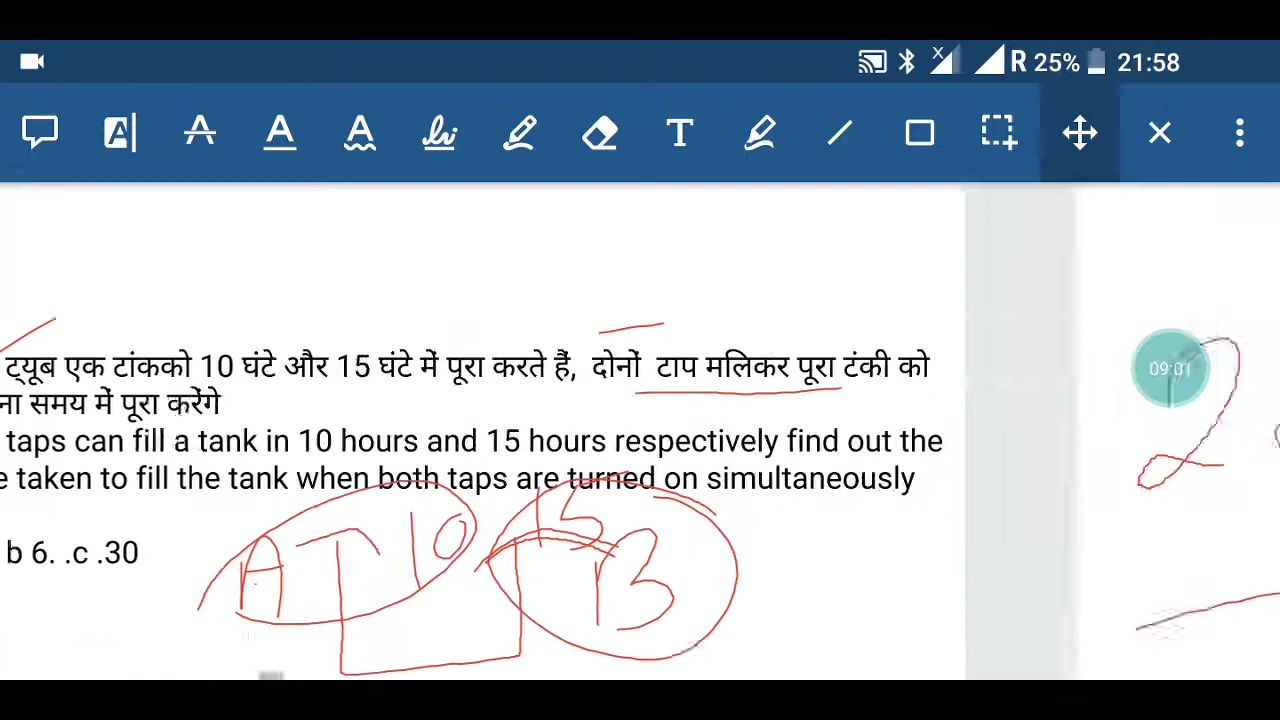 R 25% 21:58
A A A A T
ट्यूब एक टांकको 10 घंटे और 15 घंटे में पूरा करते हैं, दोनों टाप मलिकर पूरा टंकी को
ना समय में पूरा करेंगे
taps can fill a tank in 10 hours and 15 hours respectively find out the
e taken to fill the tank when both taps are turned on simultaneously
b 6. .c .30
A 10 15 B
09:01
2